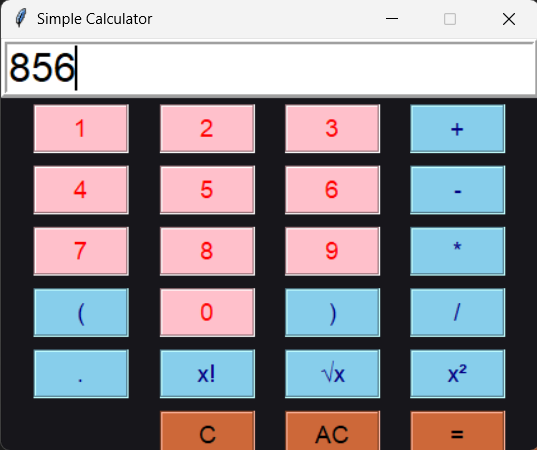 Simple Calculator
856
1 2 3 +
4 5 6 -
7 8 9 *
( 0 ) /
. x! √x x²
C AC =